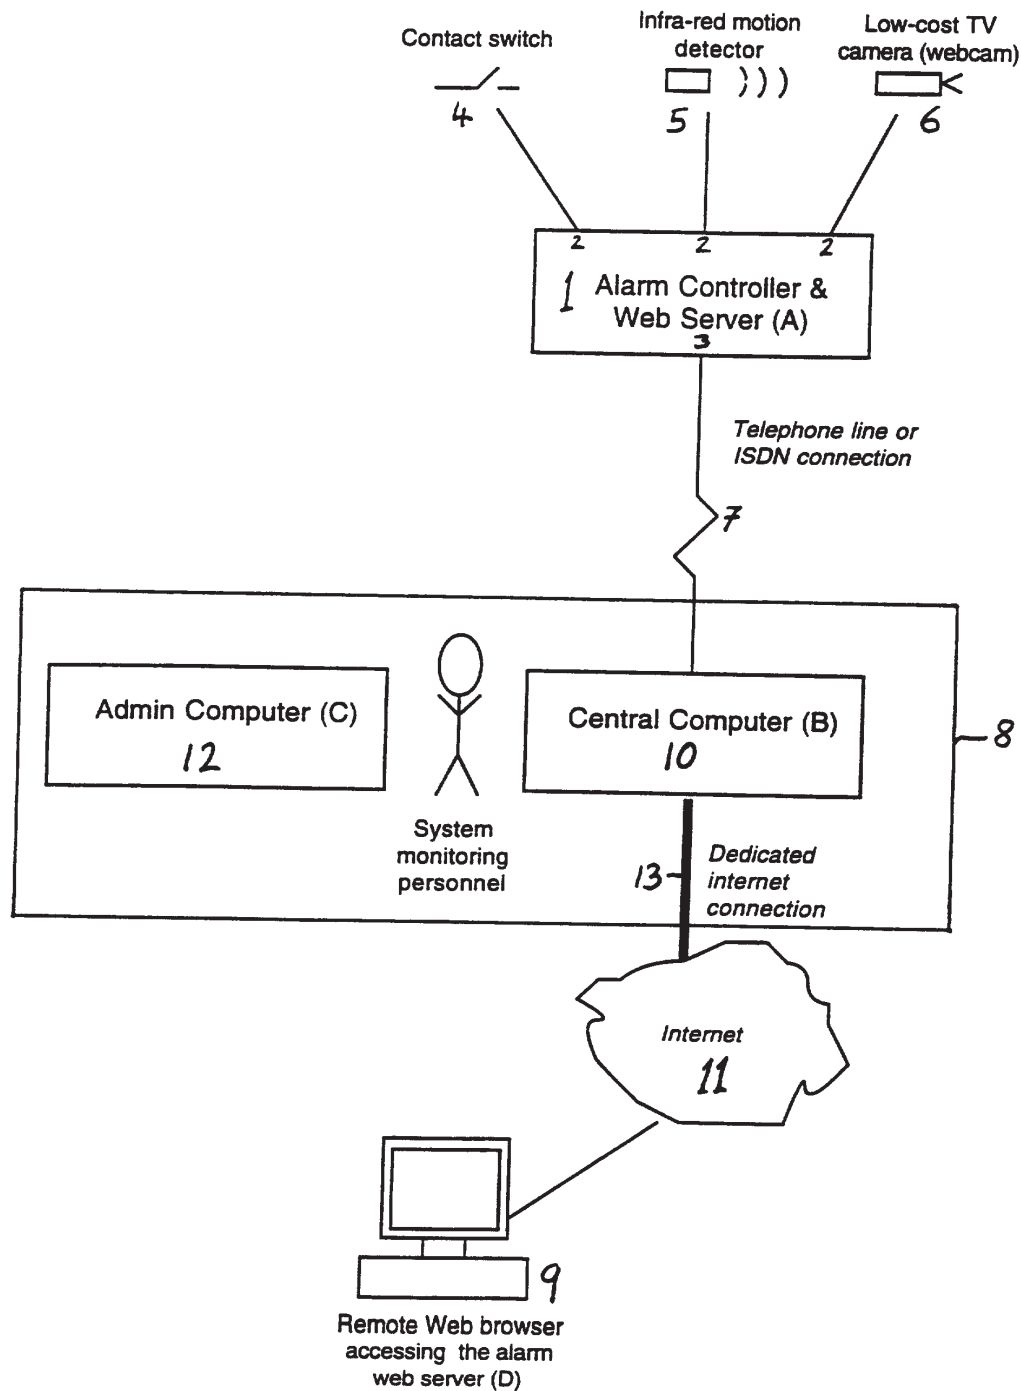 Contact switch
4
Infra-red motion
detector
5
Low-cost TV
camera (webcam)
6
2
2
2
1
Alarm Controller &
Web Server (A)
3
Telephone line or
ISDN connection
7
8
Admin Computer (C)
12
System
monitoring
personnel
Central Computer (B)
10
13
Dedicated
internet
connection
Internet
11
9
Remote Web browser
accessing the alarm
web server (D)